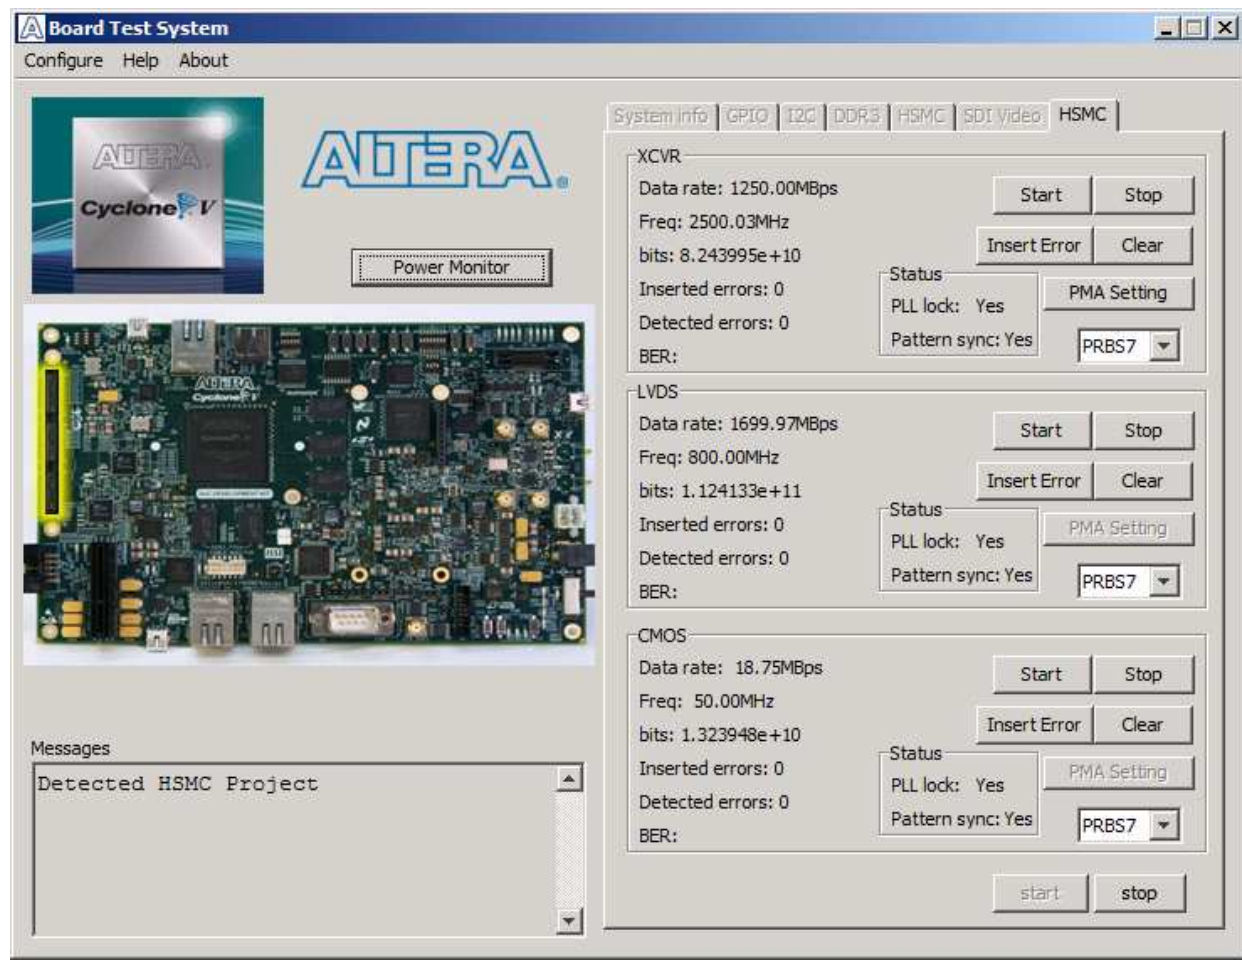 Board Test System
Configure Help About
ALTERA.
Cyclone V
ALTERA
Power Monitor
ALTERA
Cyclone V
Messages
Detected HSMC Project
System Info GPIO I2C DDR3 HSMC SDI Video HSMC
XCVR
Data rate: 1250.00MBps
Start Stop
Freq: 2500.03MHz
Insert Error Clear
bits: 8.243995e+10
Status
Inserted errors: 0
PLL lock: Yes
PMA Setting
Detected errors: 0
Pattern sync: Yes
PRBS7
BER:
LVDS
Data rate: 1699.97MBps
Start Stop
Freq: 800.00MHz
Insert Error Clear
bits: 1.124133e+11
Status
Inserted errors: 0
PLL lock: Yes
PMA Setting
Detected errors: 0
Pattern sync: Yes
PRBS7
BER:
CMOS
Data rate: 18.75MBps
Start Stop
Freq: 50.00MHz
Insert Error Clear
bits: 1.323948e+10
Status
Inserted errors: 0
PLL lock: Yes
PMA Setting
Detected errors: 0
Pattern sync: Yes
PRBS7
BER:
start stop